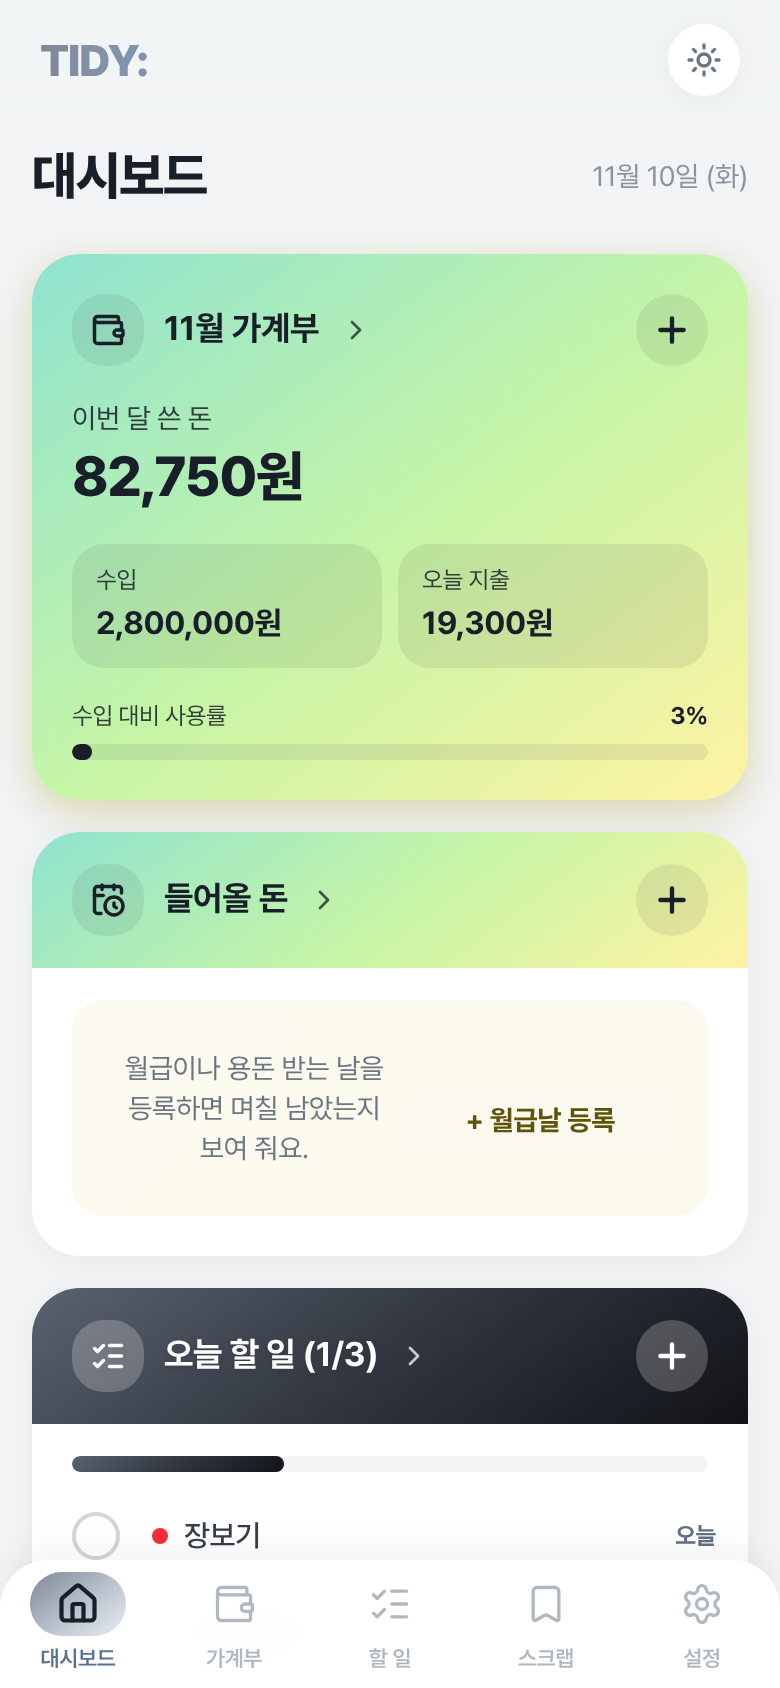 TIDY:
대시보드
11월 10일 (화)
11월 가계부
이번 달 쓴 돈
82,750원
수입
2,800,000원
오늘 지출
19,300원
수입 대비 사용률
3%
들어올 돈
월급이나 용돈 받는 날을
등록하면 며칠 남았는지
보여 줘요.
+ 월급날 등록
오늘 할 일 (1/3)
장보기
오늘
대시보드
가계부
할 일
스크랩
설정